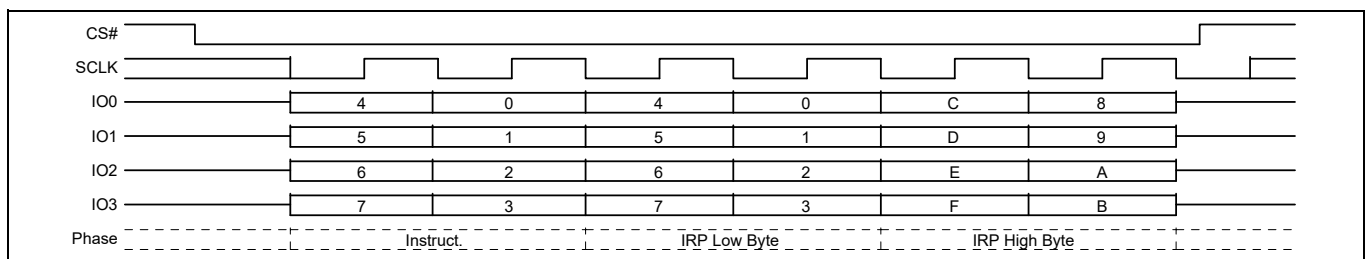 CS#
SCLK
IO0 4 0 4 0 C 8
IO1 5 1 5 1 D 9
IO2 6 2 6 2 E A
IO3 7 3 7 3 F B
Phase Instruct. IRP Low Byte IRP High Byte